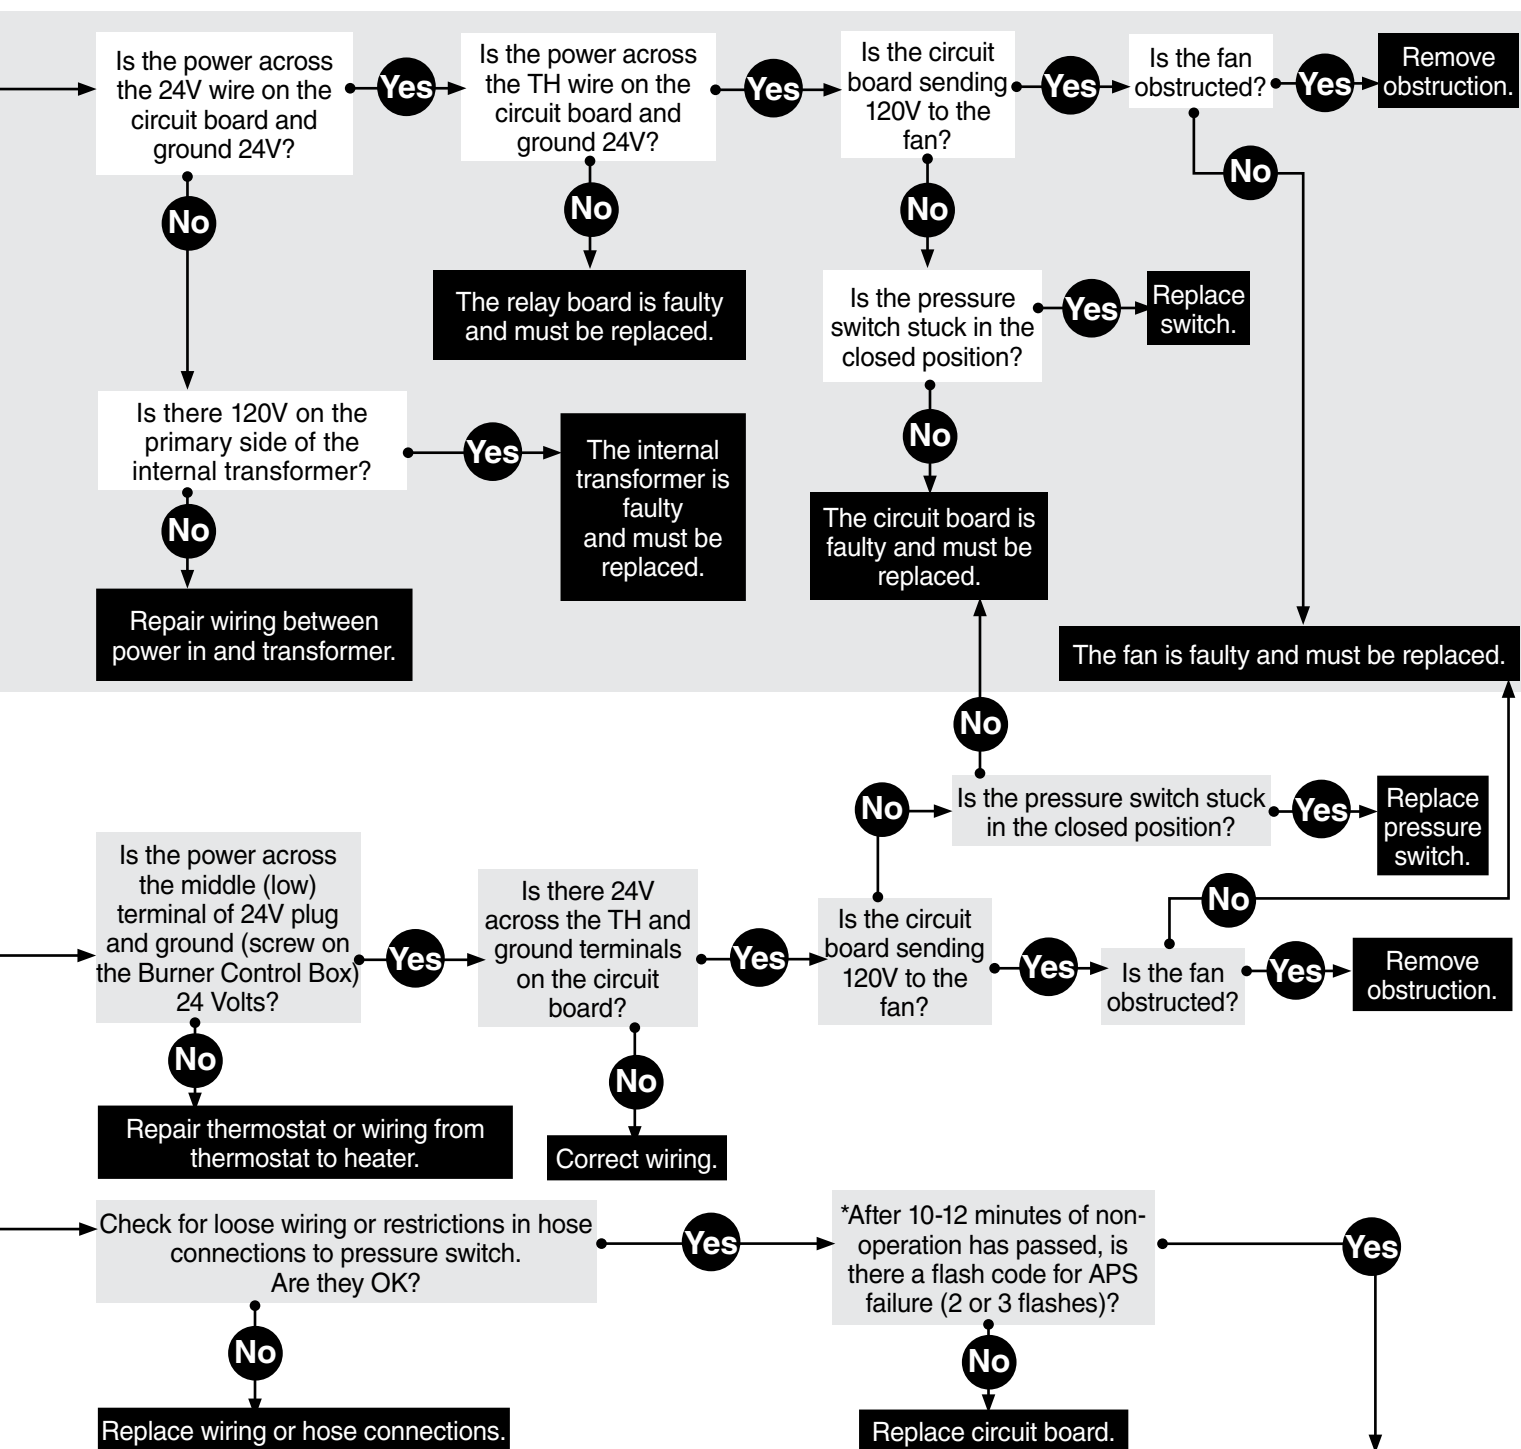 Is the power across
the 24V wire on the
circuit board and
ground 24V?
Yes
Is the power across
the TH wire on the
circuit board and
ground 24V?
Yes
Is the circuit
board sending
120V to the
fan?
Yes
Is the fan
obstructed?
Yes
Remove
obstruction.
No
No
No
No
The relay board is faulty
and must be replaced.
Is the pressure
switch stuck in the
closed position?
Yes
Replace
switch.
Is there 120V on the
primary side of the
internal transformer?
Yes
The internal
transformer is
faulty
and must be
replaced.
No
No
The circuit board is
faulty and must be
replaced.
Repair wiring between
power in and transformer.
The fan is faulty and must be replaced.
No
No
Is the pressure switch stuck
in the closed position?
Yes
Replace
pressure
switch.
Is the power across
the middle (low)
terminal of 24V plug
and ground (screw on
the Burner Control Box)
24 Volts?
Yes
Is there 24V
across the TH and
ground terminals
on the circuit
board?
Yes
Is the circuit
board sending
120V to the
fan?
Yes
No
Is the fan
obstructed?
Yes
Remove
obstruction.
No
No
Repair thermostat or wiring from
thermostat to heater.
Correct wiring.
Check for loose wiring or restrictions in hose
connections to pressure switch.
Are they OK?
Yes
*After 10-12 minutes of non-
operation has passed, is
there a flash code for APS
failure (2 or 3 flashes)?
Yes
No
No
Replace wiring or hose connections.
Replace circuit board.